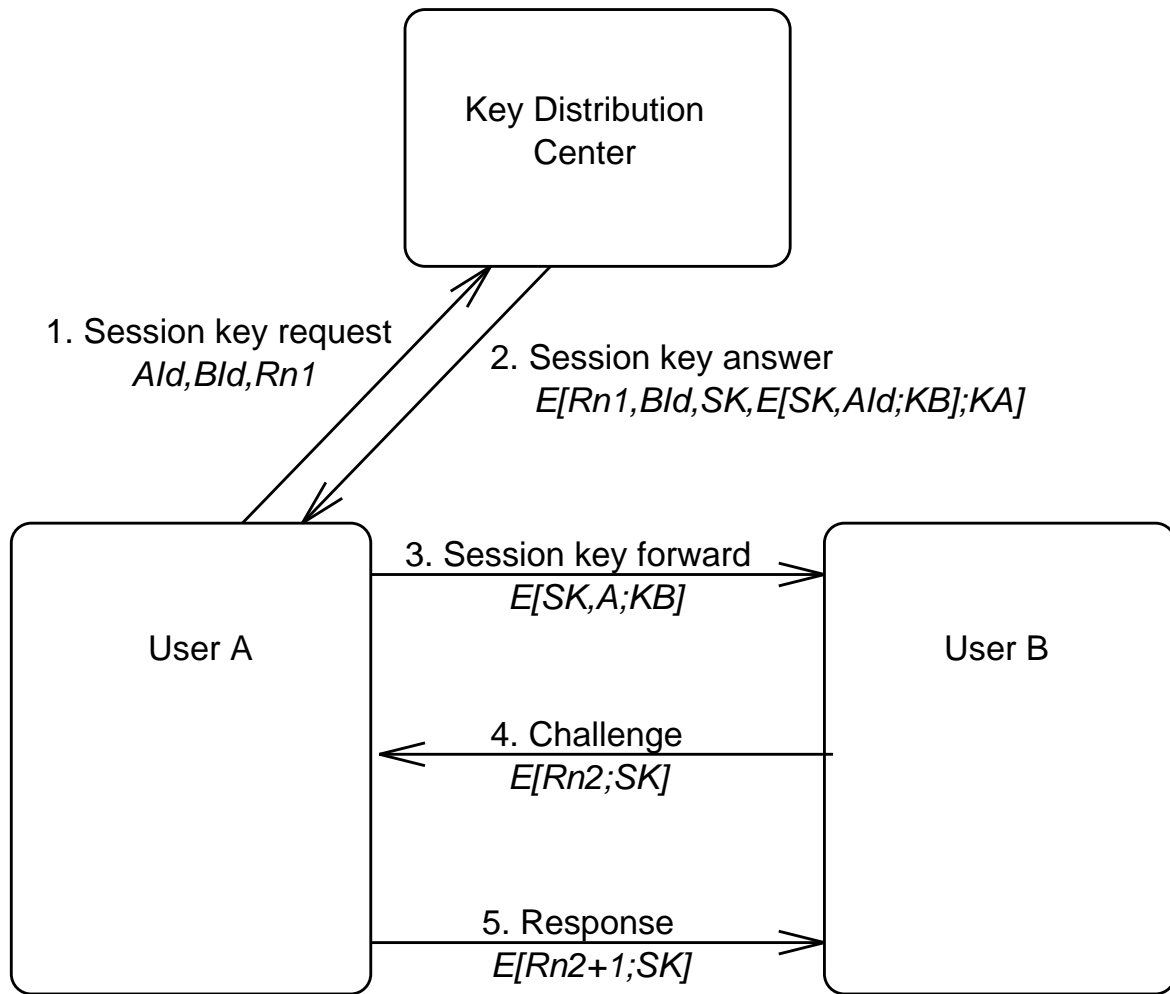 Key Distribution
Center
1. Session key request
AId,BId,Rn1
2. Session key answer
E[Rn1,BId,SK,E[SK,AId;KB];KA]
3. Session key forward
E[SK,A;KB]
User A
User B
4. Challenge
E[Rn2;SK]
5. Response
E[Rn2+1;SK]